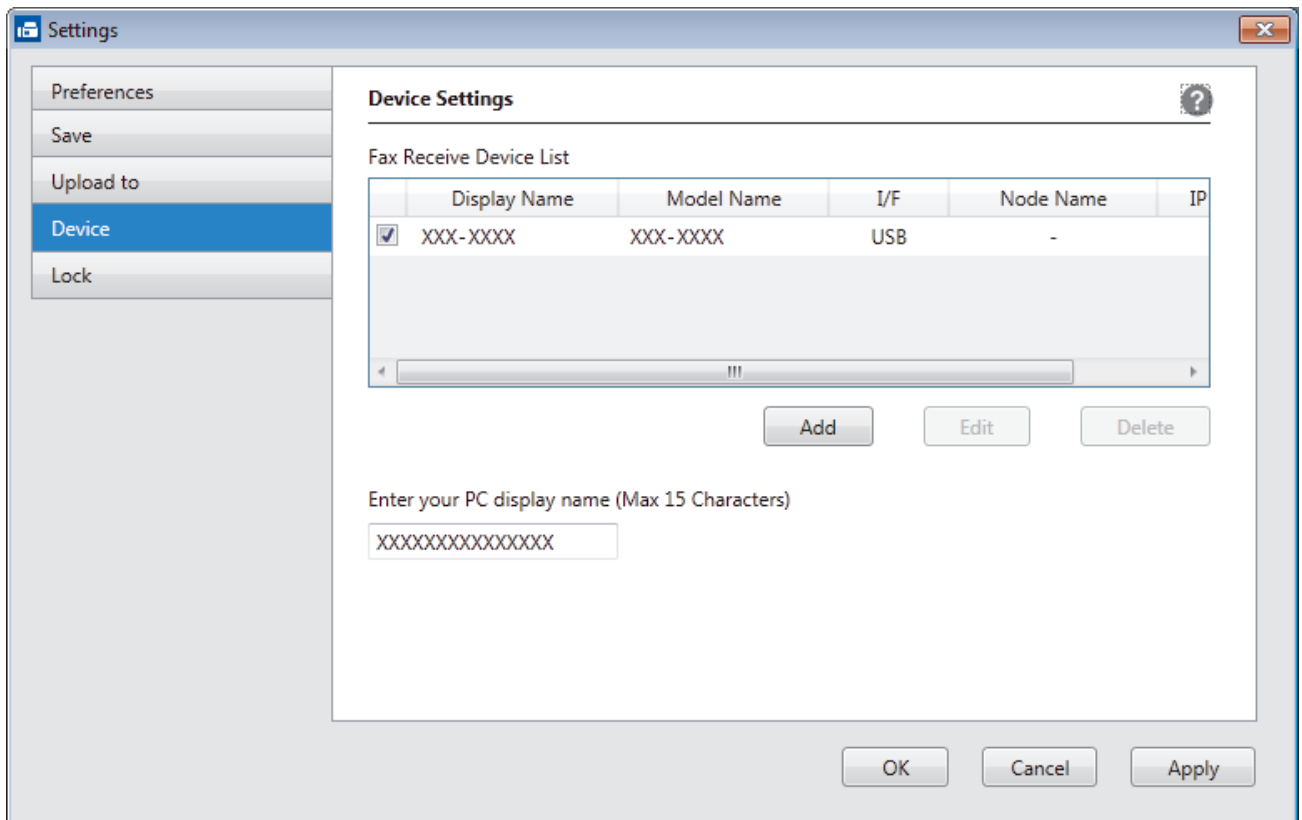 Settings
Preferences
Save
Upload to
Device
Lock
Device Settings
?
Fax Receive Device List
Display Name Model Name I/F Node Name IP
XXX-XXXX XXX-XXXX USB -
Add Edit Delete
Enter your PC display name (Max 15 Characters)
XXXXXXXXXXXXXXX
OK Cancel Apply